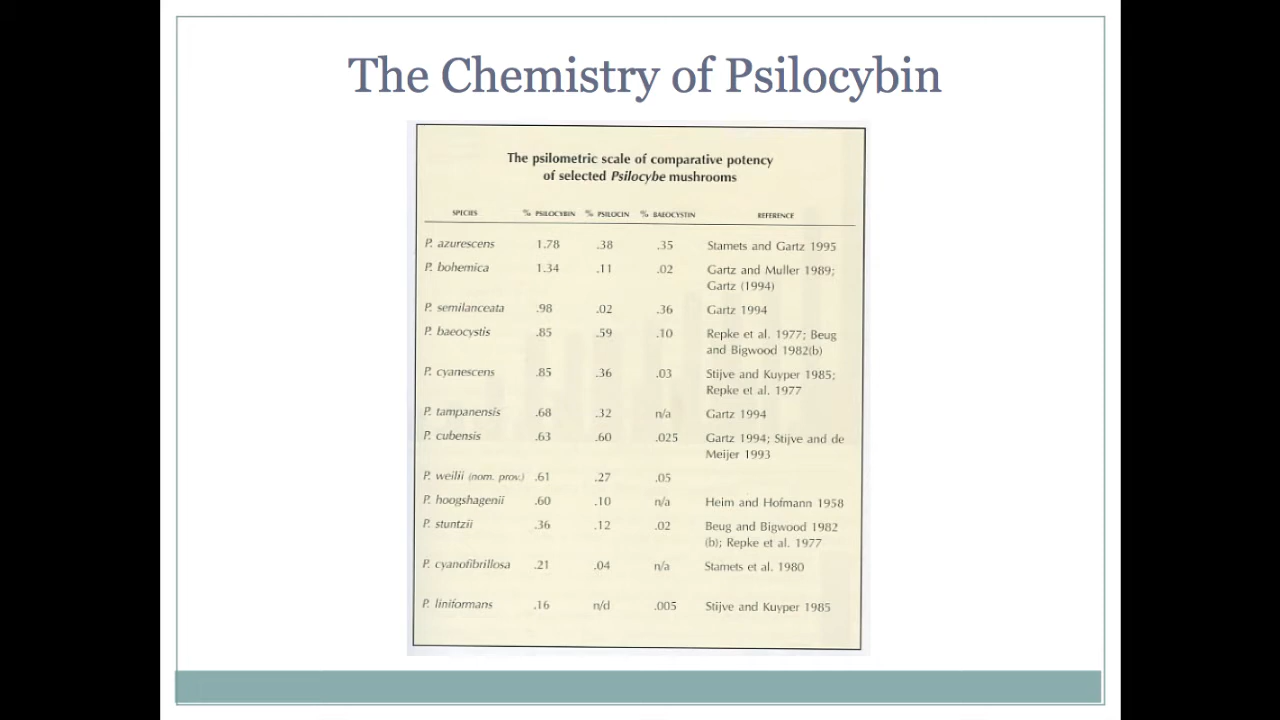 The Chemistry of Psilocybin
The psilometric scale of comparative potency
of selected Psilocybe mushrooms
SPECIES % PSILOCYBIN % PSILOCIN % BAEOCYSTIN REFERENCE
P. azurescens 1.78 .38 .35 Stamets and Gartz 1995
P. bohemica 1.34 .11 .02 Gartz and Muller 1989;
Gartz (1994)
P. semilanceata .98 .02 .36 Gartz 1994
P. baeocystis .85 .59 .10 Repke et al. 1977; Beug
and Bigwood 1982(b)
P. cyanescens .85 .36 .03 Stijve and Kuyper 1985;
Repke et al. 1977
P. tampanensis .68 .32 n/a Gartz 1994
P. cubensis .63 .60 .025 Gartz 1994; Stijve and de
Meijer 1993
P. weilii (nom. prov.) .61 .27 .05
P. hoogshagenii .60 .10 n/a Heim and Hofmann 1958
P. stuntzii .36 .12 .02 Beug and Bigwood 1982
(b); Repke et al. 1977
P. cyanofibrillosa .21 .04 n/a Stamets et al. 1980
P. liniformans .16 n/d .005 Stijve and Kuyper 1985